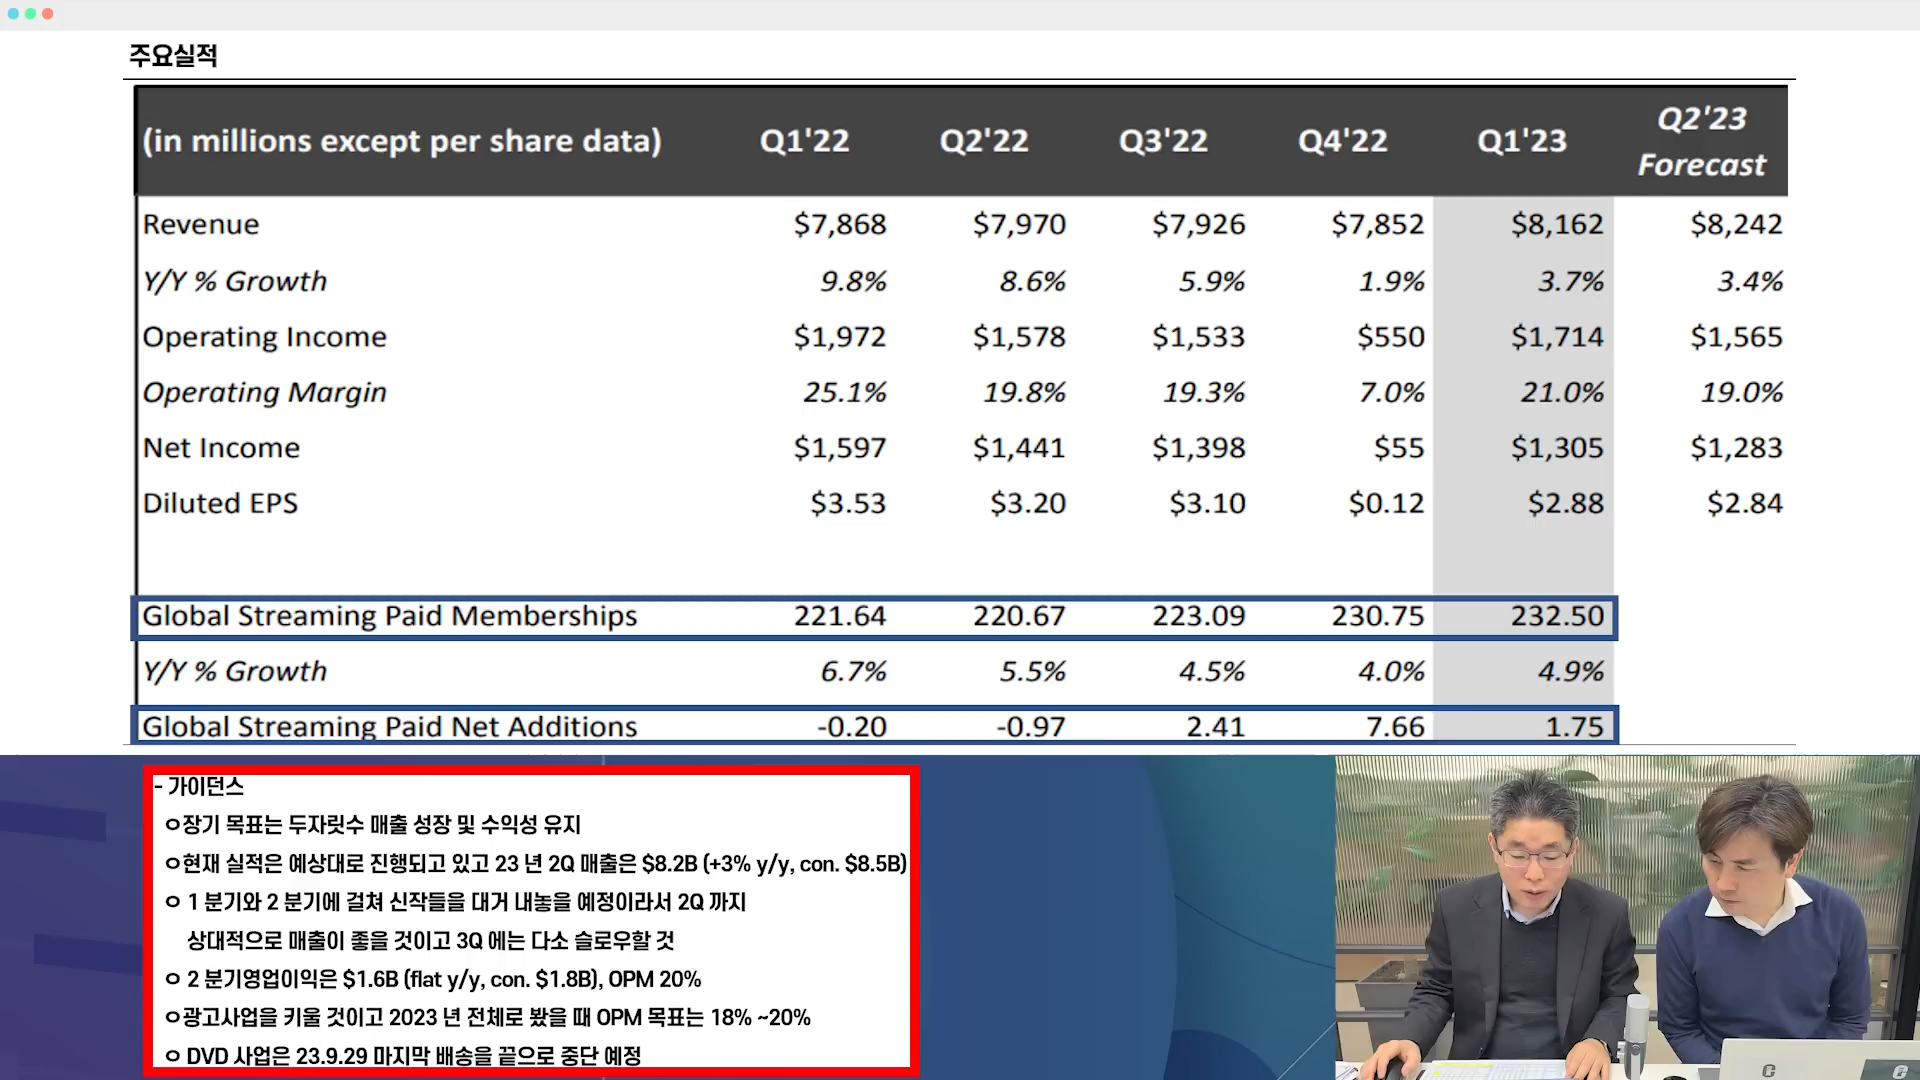 주요실적
(in millions except per share data) Q1'22 Q2'22 Q3'22 Q4'22 Q1'23 Q2'23 Forecast
Revenue $7,868 $7,970 $7,926 $7,852 $8,162 $8,242
Y/Y % Growth 9.8% 8.6% 5.9% 1.9% 3.7% 3.4%
Operating Income $1,972 $1,578 $1,533 $550 $1,714 $1,565
Operating Margin 25.1% 19.8% 19.3% 7.0% 21.0% 19.0%
Net Income $1,597 $1,441 $1,398 $55 $1,305 $1,283
Diluted EPS $3.53 $3.20 $3.10 $0.12 $2.88 $2.84
Global Streaming Paid Memberships 221.64 220.67 223.09 230.75 232.50
Y/Y % Growth 6.7% 5.5% 4.5% 4.0% 4.9%
Global Streaming Paid Net Additions -0.20 -0.97 2.41 7.66 1.75
- 가이던스
ㅇ장기 목표는 두자릿수 매출 성장 및 수익성 유지
ㅇ현재 실적은 예상대로 진행되고 있고 23 년 2Q 매출은 $8.2B (+3% y/y, con. $8.5B)
ㅇ 1 분기와 2 분기에 걸쳐 신작들을 대거 내놓을 예정이라서 2Q 까지
상대적으로 매출이 좋을 것이고 3Q 에는 다소 슬로우할 것
ㅇ 2 분기영업이익은 $1.6B (flat y/y, con. $1.8B), OPM 20%
ㅇ광고사업을 키울 것이고 2023 년 전체로 봤을 때 OPM 목표는 18% ~20%
ㅇ DVD 사업은 23.9.29 마지막 배송을 끝으로 중단 예정